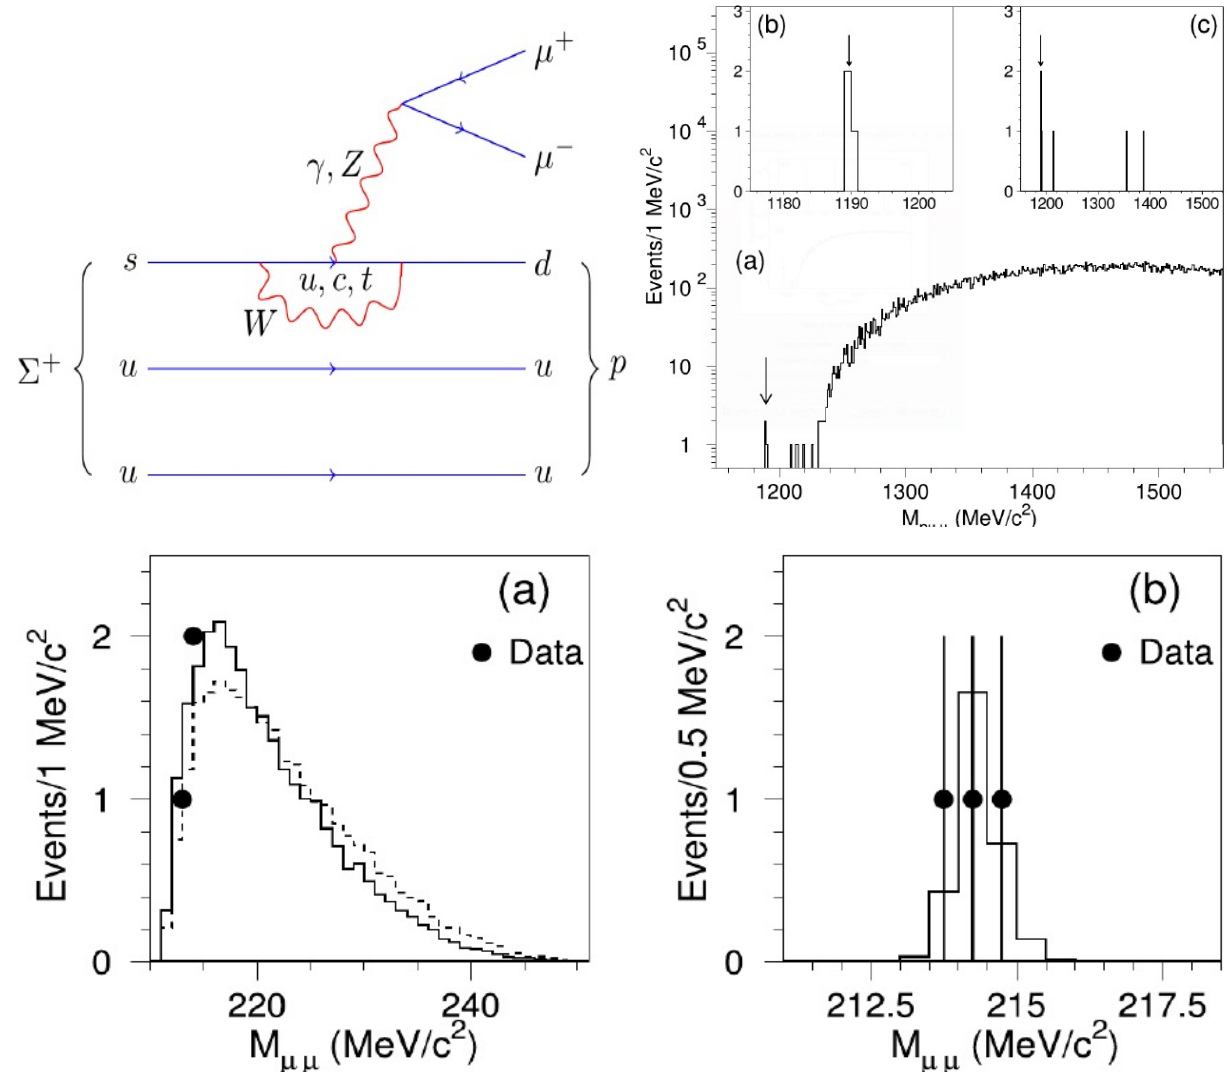 μ⁺
μ⁻
γ, Z
s
u, c, t
d
W
Σ⁺
u
u
p
u
u
Events/1 MeV/c²
10⁵
10⁴
10³
10²
10
1
(a)
1200
1300
1400
1500
(MeV/c²)
(b)
3
2
1
0
1180
1190
1200
(c)
3
2
1
0
1200
1300
1400
1500
(a)
Data
Events/1 MeV/c²
2
1
0
220
240
Mμμ (MeV/c²)
(b)
Data
Events/0.5 MeV/c²
2
1
0
212.5
215
217.5
Mμμ (MeV/c²)